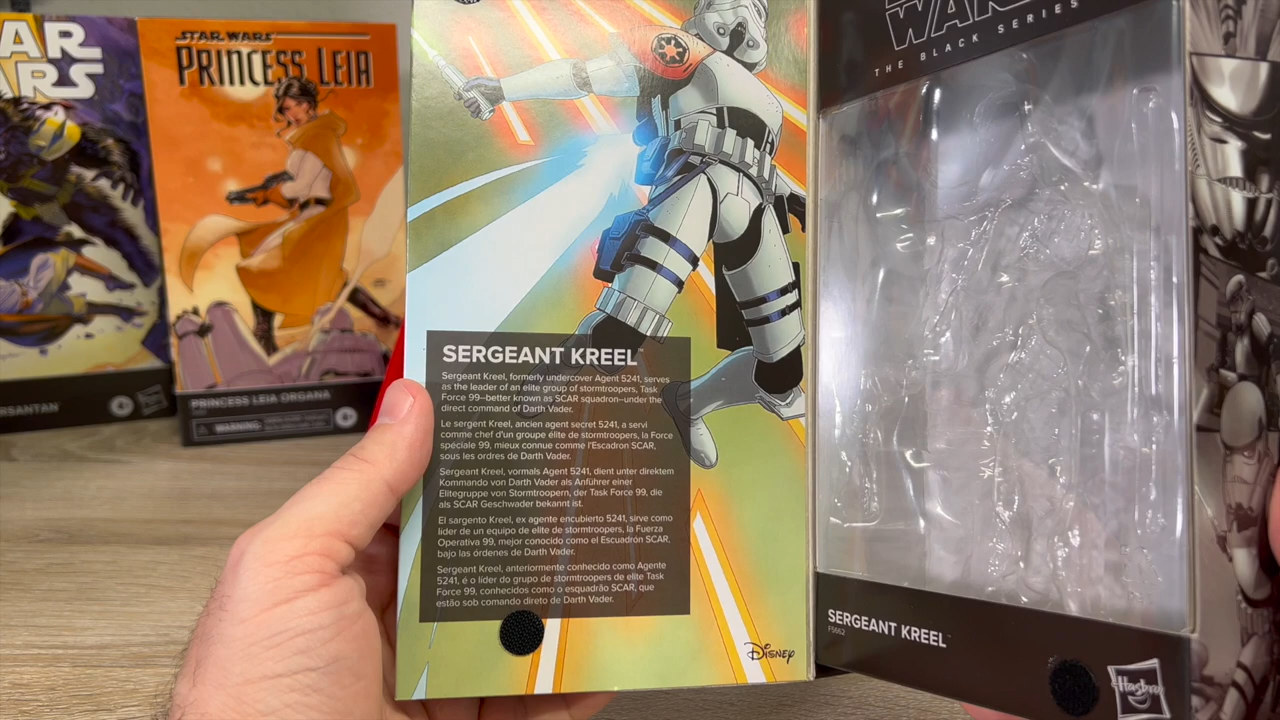 STAR WARS
STAR WARS
PRINCESS LEIA
PRINCESS LEIA ORGANA
WARNING:
SERGEANT KREEL™
Sergeant Kreel, formerly undercover Agent 5241, serves
as the leader of an elite group of stormtroopers, Task
Force 99–better known as SCAR squadron–under the
direct command of Darth Vader.
Le sergent Kreel, ancien agent secret 5241, a servi
comme chef d'un groupe élite de stormtroopers, la Force
spéciale 99, mieux connue comme l'Escadron SCAR,
sous les ordres de Darth Vader.
Sergeant Kreel, vormals Agent 5241, dient unter direktem
Kommando von Darth Vader als Anführer einer
Elitegruppe von Stormtroopern, der Task Force 99, die
als SCAR Geschwader bekannt ist.
El sargento Kreel, ex agente encubierto 5241, sirve como
líder de un equipo de elite de stormtroopers, la Fuerza
Operativa 99, mejor conocido como el Escuadrón SCAR,
bajo las órdenes de Darth Vader.
Sergeant Kreel, anteriormente conhecido como Agente
5241, é o líder do grupo de stormtroopers de elite Task
Force 99, conhecidos como o esquadrão SCAR, que
estão sob comando direto de Darth Vader.
Disney
WARS
THE BLACK SERIES
SERGEANT KREEL™
F5662
Hasbro